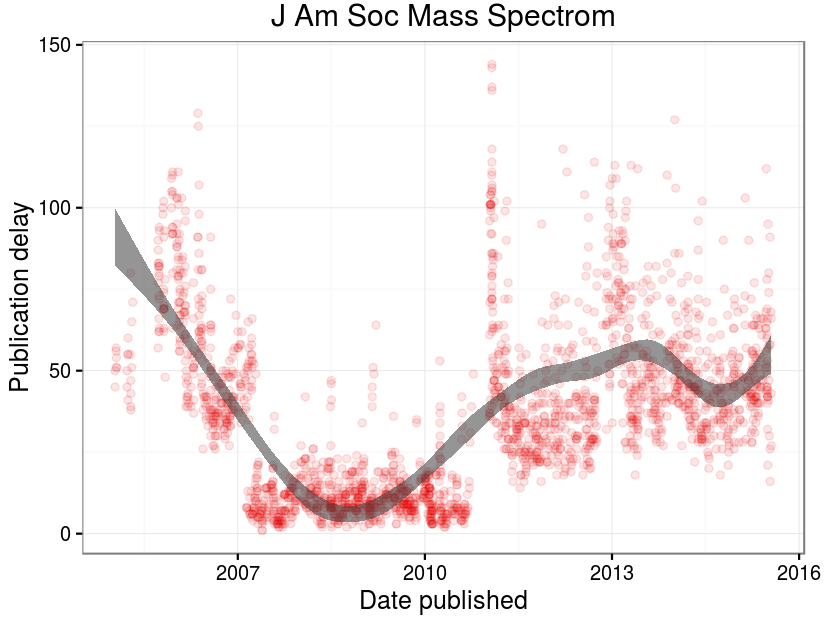 J Am Soc Mass Spectrom
150
100
50
0
Publication delay
2007 2010 2013 2016
Date published